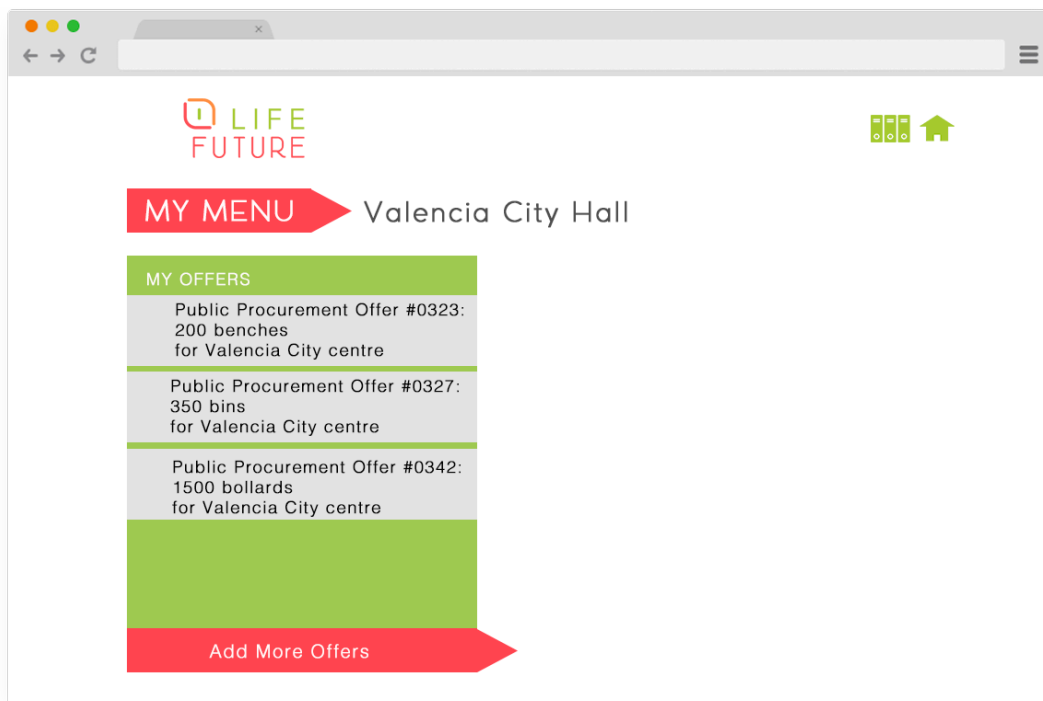 LIFE
FUTURE
MY MENU
Valencia City Hall
MY OFFERS
Public Procurement Offer #0323:
200 benches
for Valencia City centre
Public Procurement Offer #0327:
350 bins
for Valencia City centre
Public Procurement Offer #0342:
1500 bollards
for Valencia City centre
Add More Offers